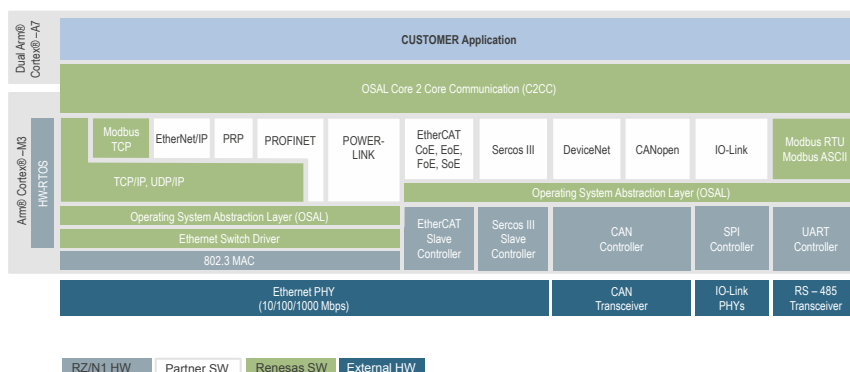 Dual Arm®
Cortex® –A7
CUSTOMER Application
OSAL Core 2 Core Communication (C2CC)
Arm® Cortex® –M3
HW-RTOS
Modbus
TCP
EtherNet/IP
PRP
PROFINET
POWER-
LINK
EtherCAT
CoE, EoE,
FoE, SoE
Sercos III
DeviceNet
CANopen
IO-Link
Modbus RTU
Modbus ASCII
TCP/IP, UDP/IP
Operating System Abstraction Layer (OSAL)
Operating System Abstraction Layer (OSAL)
Ethernet Switch Driver
802.3 MAC
EtherCAT
Slave
Controller
Sercos III
Slave
Controller
CAN
Controller
SPI
Controller
UART
Controller
Ethernet PHY
(10/100/1000 Mbps)
CAN
Transceiver
IO-Link
PHYs
RS – 485
Transceiver
RZ/N1 HW
Partner SW
Renesas SW
External HW